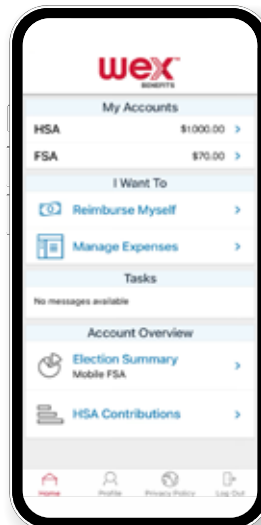 wex
BENEFITS
My Accounts
HSA $1000.00 >
FSA $70.00 >
I Want To
Reimburse Myself >
Manage Expenses >
Tasks
No messages available
Account Overview
Election Summary >
Mobile FSA
HSA Contributions >
Home Profile Privacy Policy Log Out